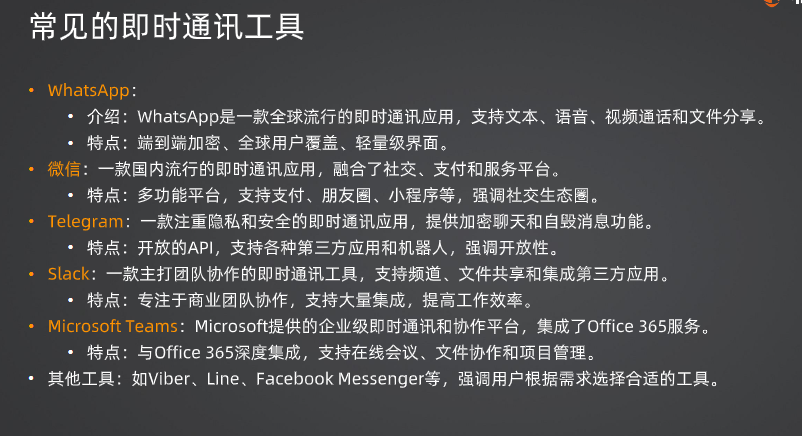 常见的即时通讯工具
• WhatsApp：
• 介绍：WhatsApp是一款全球流行的即时通讯应用，支持文本、语音、视频通话和文件分享。
• 特点：端到端加密、全球用户覆盖、轻量级界面。
• 微信：一款国内流行的即时通讯应用，融合了社交、支付和服务平台。
• 特点：多功能平台，支持支付、朋友圈、小程序等，强调社交生态圈。
• Telegram：一款注重隐私和安全的即时通讯应用，提供加密聊天和自毁消息功能。
• 特点：开放的API，支持各种第三方应用和机器人，强调开放性。
• Slack：一款主打团队协作的即时通讯工具，支持频道、文件共享和集成第三方应用。
• 特点：专注于商业团队协作，支持大量集成，提高工作效率。
• Microsoft Teams：Microsoft提供的企业级即时通讯和协作平台，集成了Office 365服务。
• 特点：与Office 365深度集成，支持在线会议、文件协作和项目管理。
• 其他工具：如Viber、Line、Facebook Messenger等，强调用户根据需求选择合适的工具。